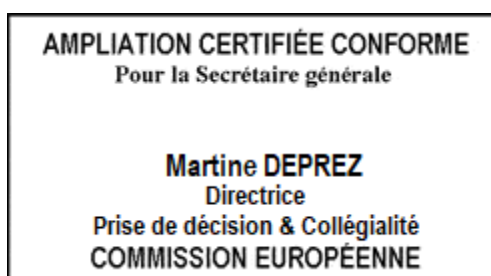 AMPLIATION CERTIFIÉE CONFORME
Pour la Secrétaire générale
Martine DEPREZ
Directrice
Prise de décision & Collégialité
COMMISSION EUROPÉENNE